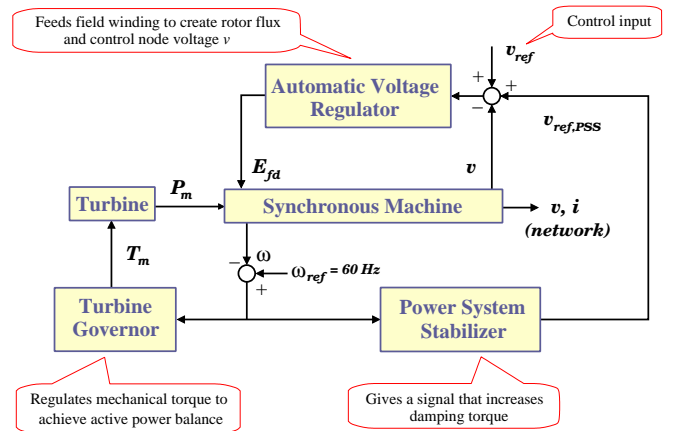 Feeds field winding to create rotor flux
and control node voltage v
Control input
v_ref
+
+
−
Automatic Voltage
Regulator
v_ref,PSS
E_fd
v
P_m
Turbine
Synchronous Machine
v, i
(network)
T_m
−
ω
ω_ref = 60 Hz
+
Turbine
Governor
Power System
Stabilizer
Regulates mechanical torque to
achieve active power balance
Gives a signal that increases
damping torque